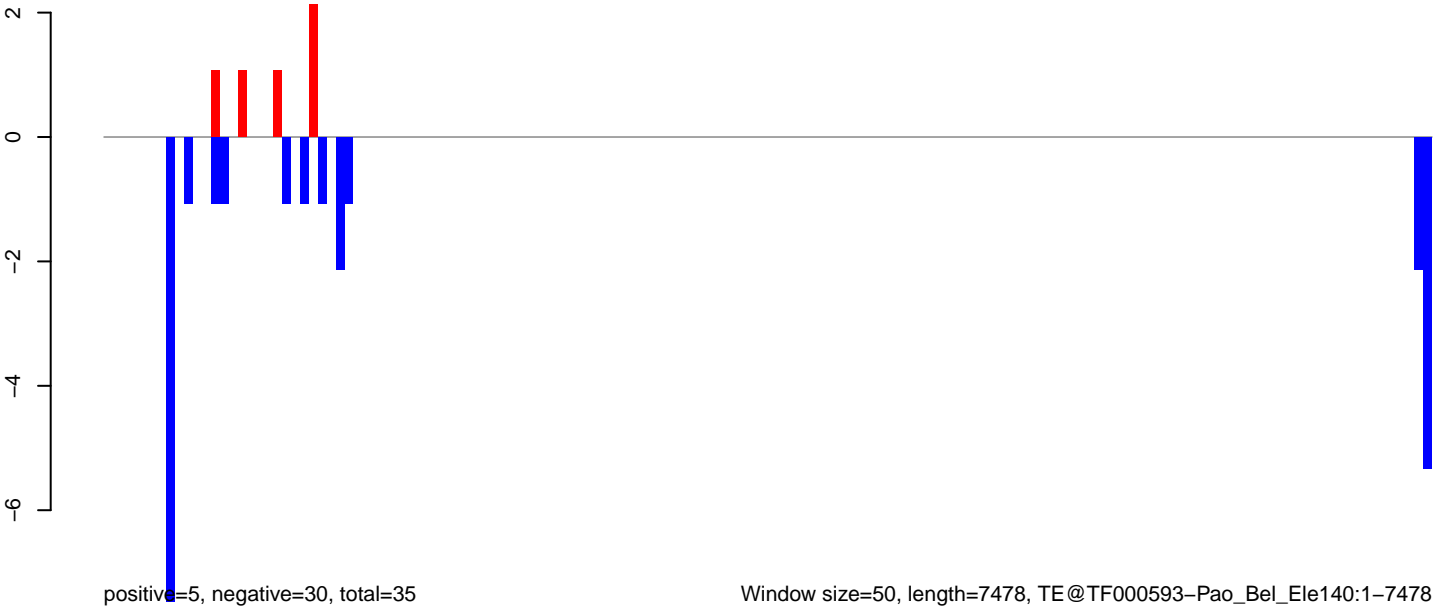 2
0
−2
−4
−6
positive=5, negative=30, total=35
Window size=50, length=7478, TE@TF000593−Pao_Bel_Ele140:1−7478